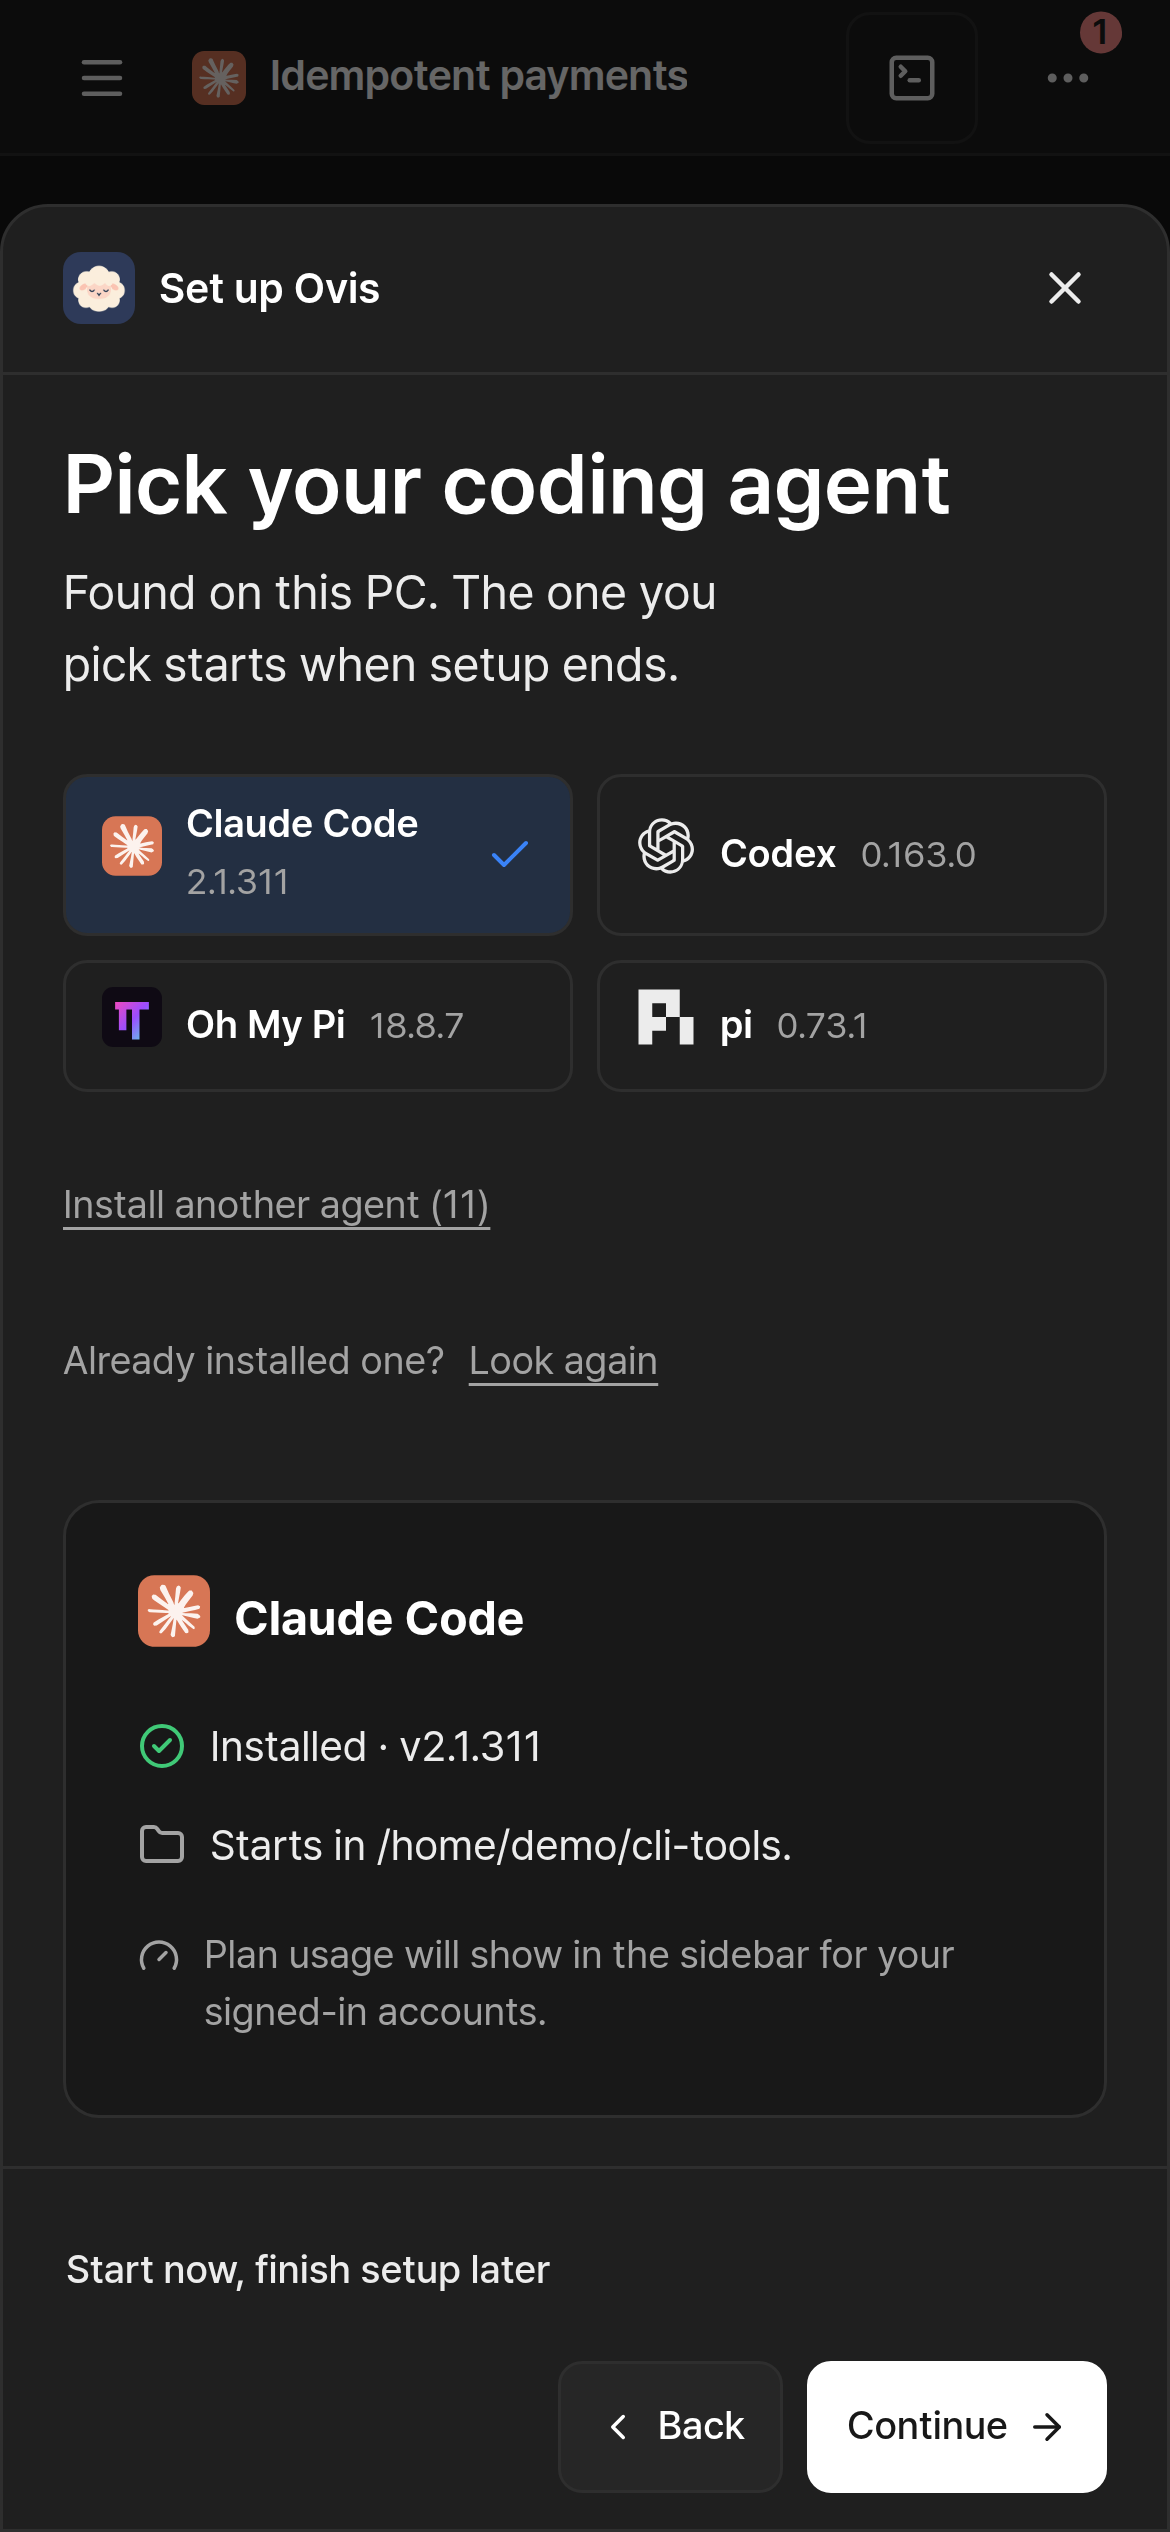 Idempotent payments
1
Set up Ovis
Pick your coding agent
Found on this PC. The one you
pick starts when setup ends.
Claude Code
2.1.311
Codex 0.163.0
Oh My Pi 18.8.7
pi 0.73.1
Install another agent (11)
Already installed one? Look again
Claude Code
Installed · v2.1.311
Starts in /home/demo/cli-tools.
Plan usage will show in the sidebar for your
signed-in accounts.
Start now, finish setup later
Back
Continue